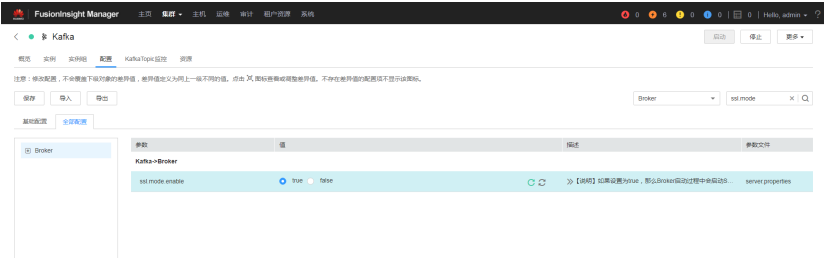 FusionInsight Manager 主页 集群 主机 运维 审计 租户资源 系统 0 6 0 0 0 Hello, admin ?
Kafka 启动 停止 更多
概览 实例 实例组 配置 KafkaTopic监控 资源
注意：修改配置，不会覆盖下级对象的差异值，差异值定义为同上一级不同的值。点击 图标查看或调整差异值。不存在差异值的配置项不显示该图标。
保存 导入 导出 Broker ssl.mode
基础配置 全部配置
Broker 参数 值 描述 参数文件
Kafka->Broker
ssl.mode.enable true false 【说明】如果设置为true，那么Broker启动过程中会启动S... server.properties